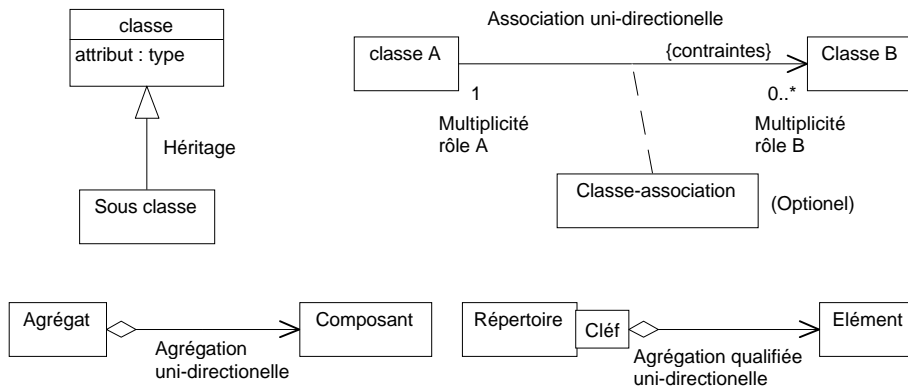 classe
attribut : type
Héritage
Sous classe
Association uni-directionelle
classe A
{contraintes}
Classe B
1
0..*
Multiplicité
rôle A
Multiplicité
rôle B
Classe-association
(Optionel)
Agrégat
Composant
Agrégation
uni-directionelle
Répertoire
Cléf
Elément
Agrégation qualifiée
uni-directionelle